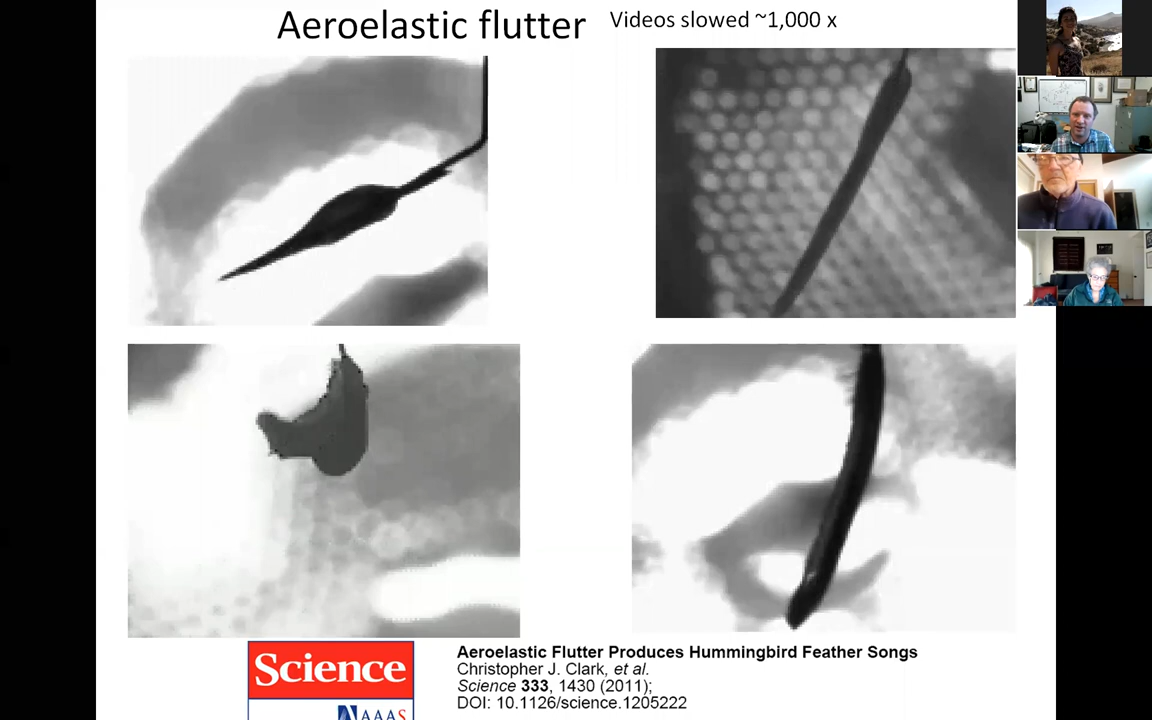 Aeroelastic flutter
Videos slowed ~1,000 x
Science
AAAS
Aeroelastic Flutter Produces Hummingbird Feather Songs
Christopher J. Clark, et al.
Science 333, 1430 (2011);
DOI: 10.1126/science.1205222